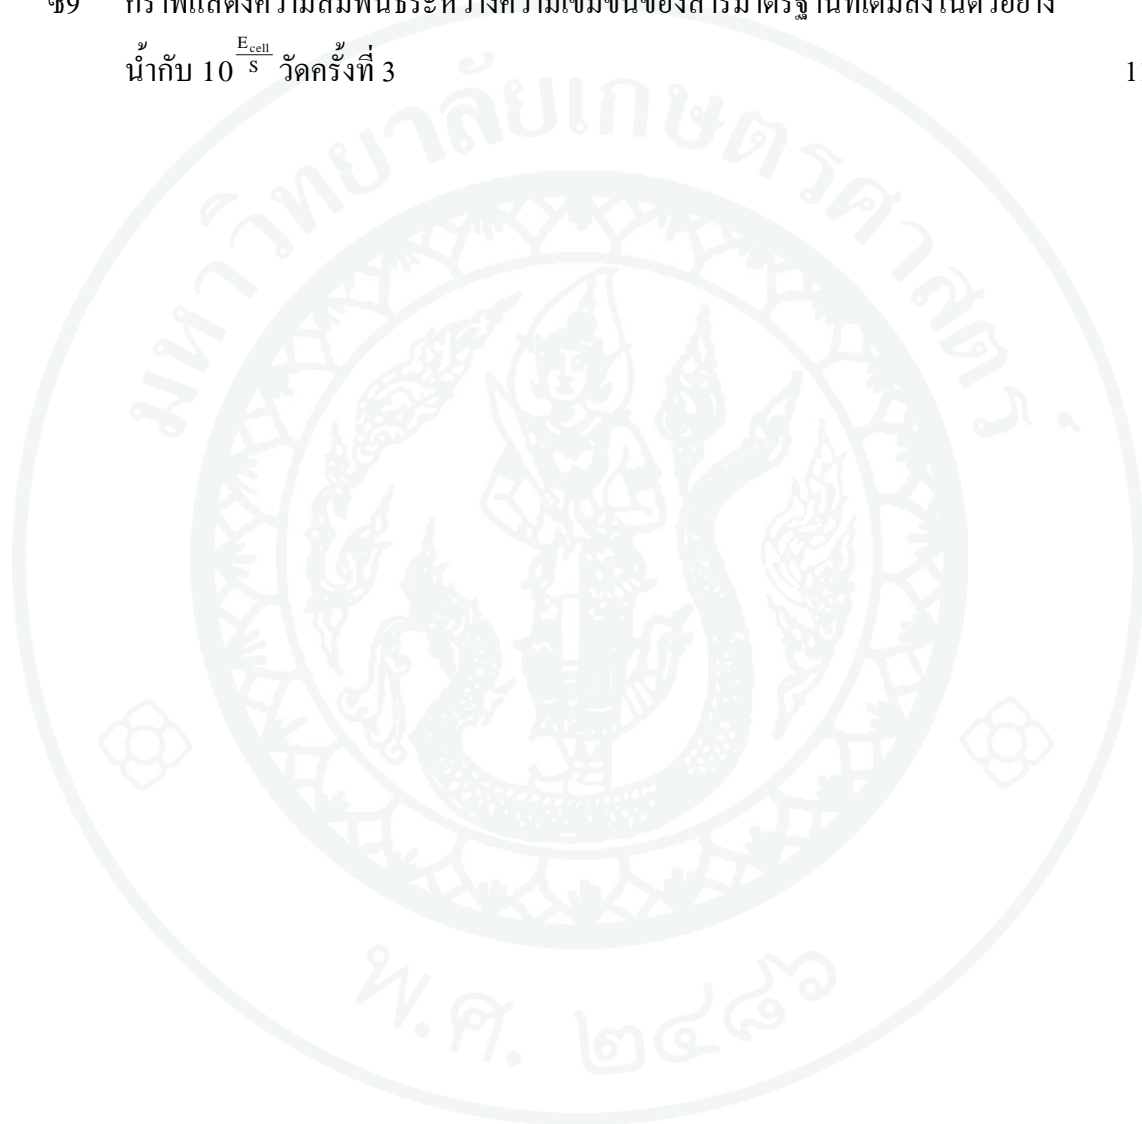 ซ9 กราฟแสดงความสัมพันธ์ระหว่างความเข้มข้นของสารมาตรฐานที่เติมลงในตัวอย่าง
น้ำกับ 10^(E_cell/S) วัดครั้งที่ 3
มหาวิทยาลัยเกษตรศาสตร์
พ.ศ. ๒๔๘๖